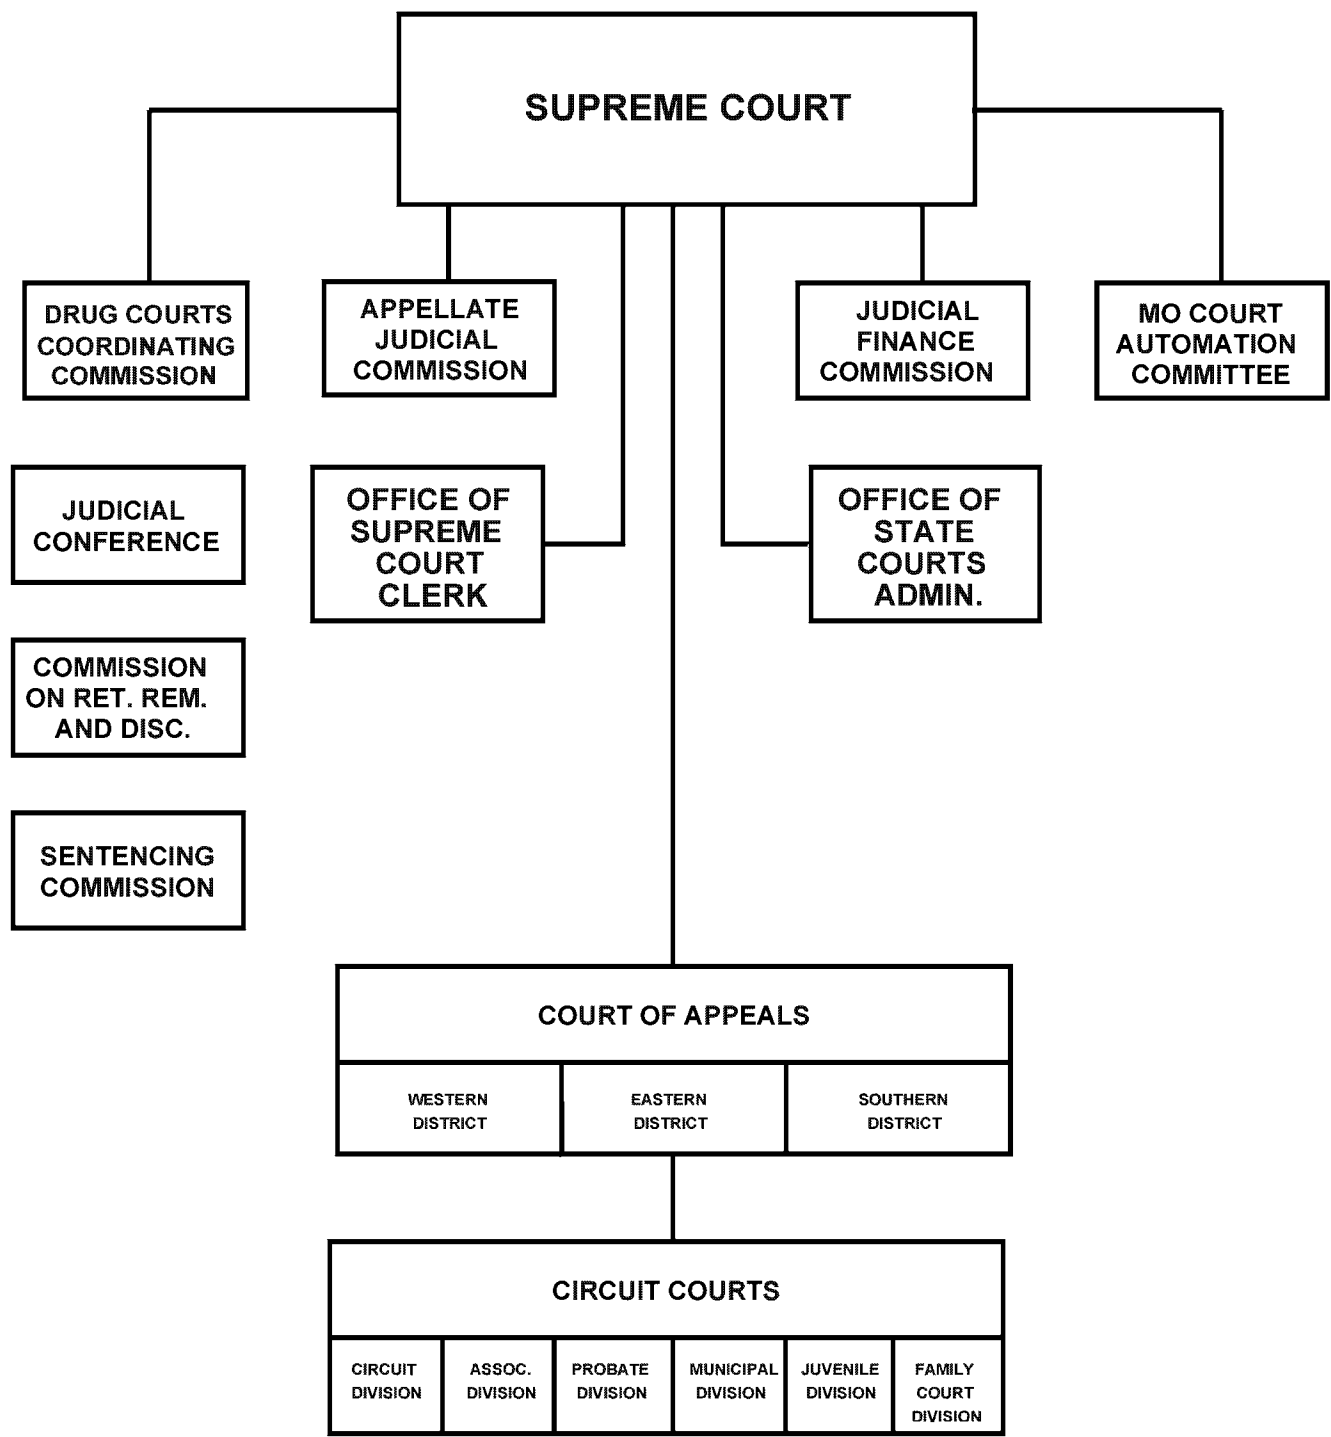 SUPREME COURT
DRUG COURTS
COORDINATING
COMMISSION
APPELLATE
JUDICIAL
COMMISSION
JUDICIAL
FINANCE
COMMISSION
MO COURT
AUTOMATION
COMMITTEE
JUDICIAL
CONFERENCE
OFFICE OF
SUPREME
COURT
CLERK
OFFICE OF
STATE
COURTS
ADMIN.
COMMISSION
ON RET. REM.
AND DISC.
SENTENCING
COMMISSION
COURT OF APPEALS
WESTERN
DISTRICT
EASTERN
DISTRICT
SOUTHERN
DISTRICT
CIRCUIT COURTS
CIRCUIT
DIVISION
ASSOC.
DIVISION
PROBATE
DIVISION
MUNICIPAL
DIVISION
JUVENILE
DIVISION
FAMILY
COURT
DIVISION